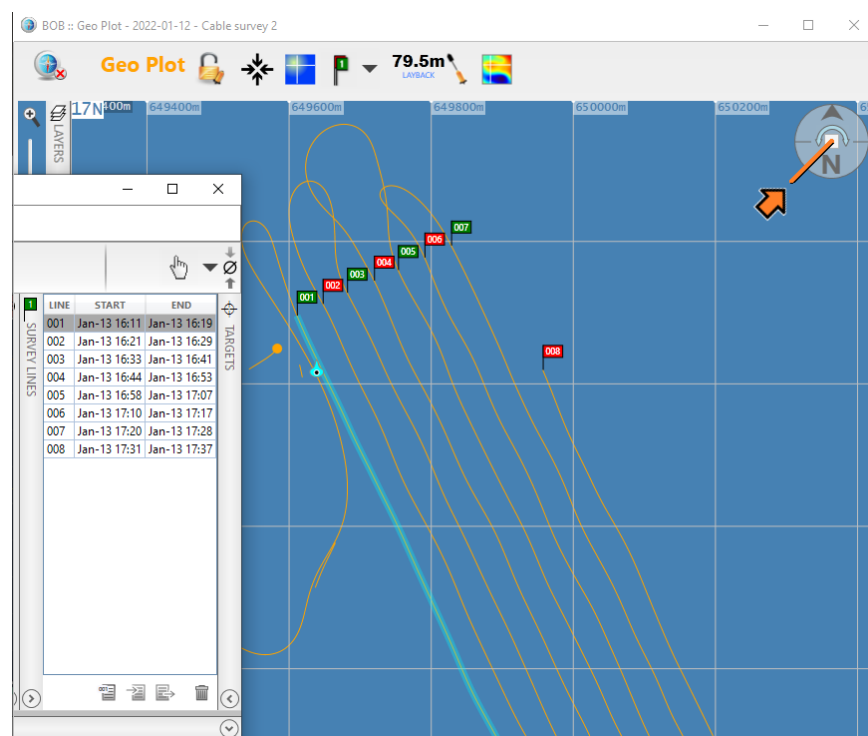 BOB :: Geo Plot - 2022-01-12 - Cable survey 2
Geo Plot
1
79.5m
LAYBACK
17N
400m
649400m
649600m
649800m
650000m
650200m
LAYERS
N
007
006
005
004
003
002
001
008
1
SURVEY LINES
LINE START END
001 Jan-13 16:11 Jan-13 16:19
002 Jan-13 16:21 Jan-13 16:29
003 Jan-13 16:33 Jan-13 16:41
004 Jan-13 16:44 Jan-13 16:53
005 Jan-13 16:58 Jan-13 17:07
006 Jan-13 17:10 Jan-13 17:17
007 Jan-13 17:20 Jan-13 17:28
008 Jan-13 17:31 Jan-13 17:37
TARGETS